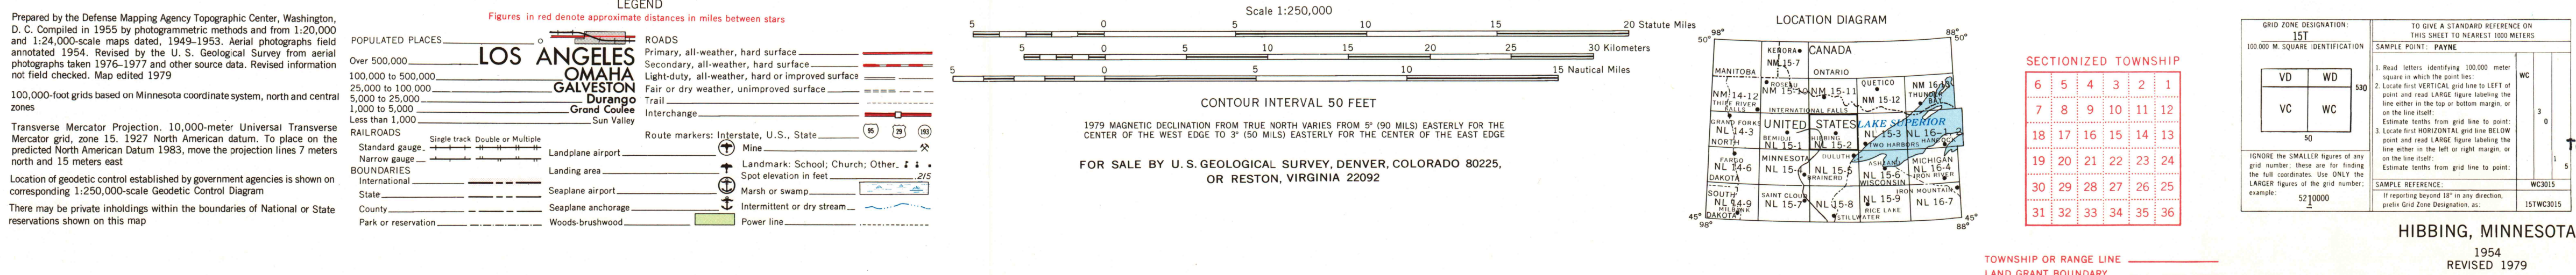 Prepared by the Defense Mapping Agency Topographic Center, Washington,
D. C. Compiled in 1955 by photogrammetric methods and from 1:20,000
and 1:24,000-scale maps dated, 1949-1953. Aerial photographs field
annotated 1954. Revised by the U. S. Geological Survey from aerial
photographs taken 1976-1977 and other source data. Revised information
not field checked. Map edited 1979
100,000-foot grids based on Minnesota coordinate system, north and central
zones
Transverse Mercator Projection. 10,000-meter Universal Transverse
Mercator grid, zone 15. 1927 North American datum. To place on the
predicted North American Datum 1983, move the projection lines 7 meters
north and 15 meters east
Location of geodetic control established by government agencies is shown on
corresponding 1:250,000-scale Geodetic Control Diagram
There may be private inholdings within the boundaries of National or State
reservations shown on this map
LEGEND
Figures in red denote approximate distances in miles between stars
POPULATED PLACES
Over 500,000 LOS ANGELES
100,000 to 500,000 OMAHA
25,000 to 100,000 GALVESTON
5,000 to 25,000 Durango
1,000 to 5,000 Grand Coulee
Less than 1,000 Sun Valley
RAILROADS
Single track Double or Multiple
Standard gauge
Narrow gauge
BOUNDARIES
International
State
County
Park or reservation
Landplane airport
Landing area
Seaplane airport
Seaplane anchorage
Woods-brushwood
ROADS
Primary, all-weather, hard surface
Secondary, all-weather, hard surface
Light-duty, all-weather, hard or improved surface
Fair or dry weather, unimproved surface
Trail
Interchange
Route markers: Interstate, U.S., State 95 29 193
Mine
Landmark: School; Church; Other
Spot elevation in feet .215
Marsh or swamp
Intermittent or dry stream
Power line
Scale 1:250,000
5 0 5 10 15 20 Statute Miles
5 0 5 10 15 20 25 30 Kilometers
5 0 5 10 15 Nautical Miles
CONTOUR INTERVAL 50 FEET
1979 MAGNETIC DECLINATION FROM TRUE NORTH VARIES FROM 5° (90 MILS) EASTERLY FOR THE
CENTER OF THE WEST EDGE TO 3° (50 MILS) EASTERLY FOR THE CENTER OF THE EAST EDGE
FOR SALE BY U. S. GEOLOGICAL SURVEY, DENVER, COLORADO 80225,
OR RESTON, VIRGINIA 22092
LOCATION DIAGRAM
98° 88°
50° 50°
KENORA CANADA
NM 15-7
MANITOBA ONTARIO
ROSEAU QUETICO
NM 14-12 NM 15-10 NM 15-11 NM 15-12 NM 16-10
THIEF RIVER FALLS INTERNATIONAL FALLS THUNDER BAY
GRAND FORKS UNITED STATES LAKE SUPERIOR
NL 14-3 NL 15-3 NL 16-1,2
NORTH BEMIDJI HIBBING TWO HARBORS HANCOCK
NL 15-1 NL 15-2
FARGO MINNESOTA DULUTH ASHLAND MICHIGAN
NL 14-6 NL 15-4 NL 15-5 NL 15-6 NL 16-4
DAKOTA BRAINERD WISCONSIN IRON RIVER
SOUTH SAINT CLOUD IRON MOUNTAIN
NL 14-9 NL 15-7 NL 15-8 NL 15-9 NL 16-7
MILBANK RICE LAKE
DAKOTA STILLWATER
45° 45°
98° 88°
SECTIONIZED TOWNSHIP
6 5 4 3 2 1
7 8 9 10 11 12
18 17 16 15 14 13
19 20 21 22 23 24
30 29 28 27 26 25
31 32 33 34 35 36
TOWNSHIP OR RANGE LINE
LAND GRANT BOUNDARY
GRID ZONE DESIGNATION:
15T
100,000 M. SQUARE IDENTIFICATION
VD WD
530
VC WC
50
IGNORE the SMALLER figures of any
grid number; these are for finding
the full coordinates. Use ONLY the
LARGER figures of the grid number;
example:
5210000
TO GIVE A STANDARD REFERENCE ON
THIS SHEET TO NEAREST 1000 METERS
SAMPLE POINT: PAYNE
1. Read letters identifying 100,000 meter
square in which the point lies: WC
2. Locate first VERTICAL grid line to LEFT of
point and read LARGE figure labeling the
line either in the top or bottom margin, or
on the line itself: 3
Estimate tenths from grid line to point: 0
3. Locate first HORIZONTAL grid line BELOW
point and read LARGE figure labeling the
line either in the left or right margin, or
on the line itself: 1
Estimate tenths from grid line to point: 5
SAMPLE REFERENCE: WC3015
If reporting beyond 18° in any direction,
prefix Grid Zone Designation, as: 15TWC3015
HIBBING, MINNESOTA
1954
REVISED 1979